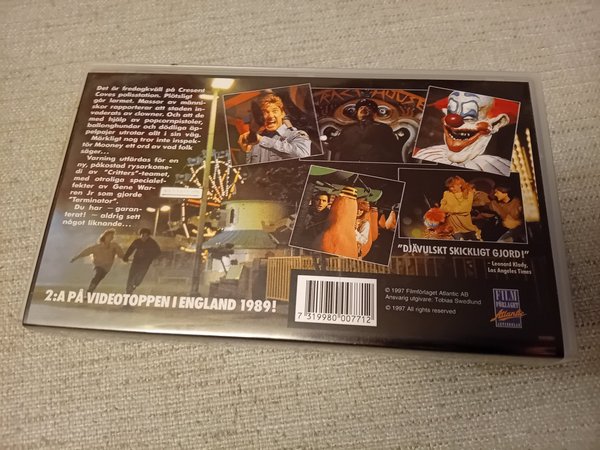 Det är fredagkväll på Cresent
Coves polisstation. Plötsligt
går larmet. Massor av männi-
skor rapporterar att staden in-
vaderats av clowner. Och att de
med hjälp av popcornpistoler,
ballonghundor och dödliga äp-
pelpajer utrotar allt i sin väg.
Märkligt nog tror inte inspek-
tör Mooney ett ord av vad folk
säger...
Varning utfärdas för en
ny, påkostad rysarkome-
di av "Critters"-teamet,
med otroliga specialef-
fekter av Gene War-
ren Jr som gjorde
"Terminator".
Du har – garan-
terat! – aldrig sett
något liknande...
2:A PÅ VIDEOTOPPEN I ENGLAND 1989!
"DJÄVULSKT SKICKLIGT GJORD!"
- Leonard Klady,
Los Angeles Times
7 319980 007712
© 1997 Filmförlaget Atlantic AB
Ansvarig utgivare: Tobias Swedlund
© 1997 All rights reserved
FILM
FÖRLAGET
Atlantic